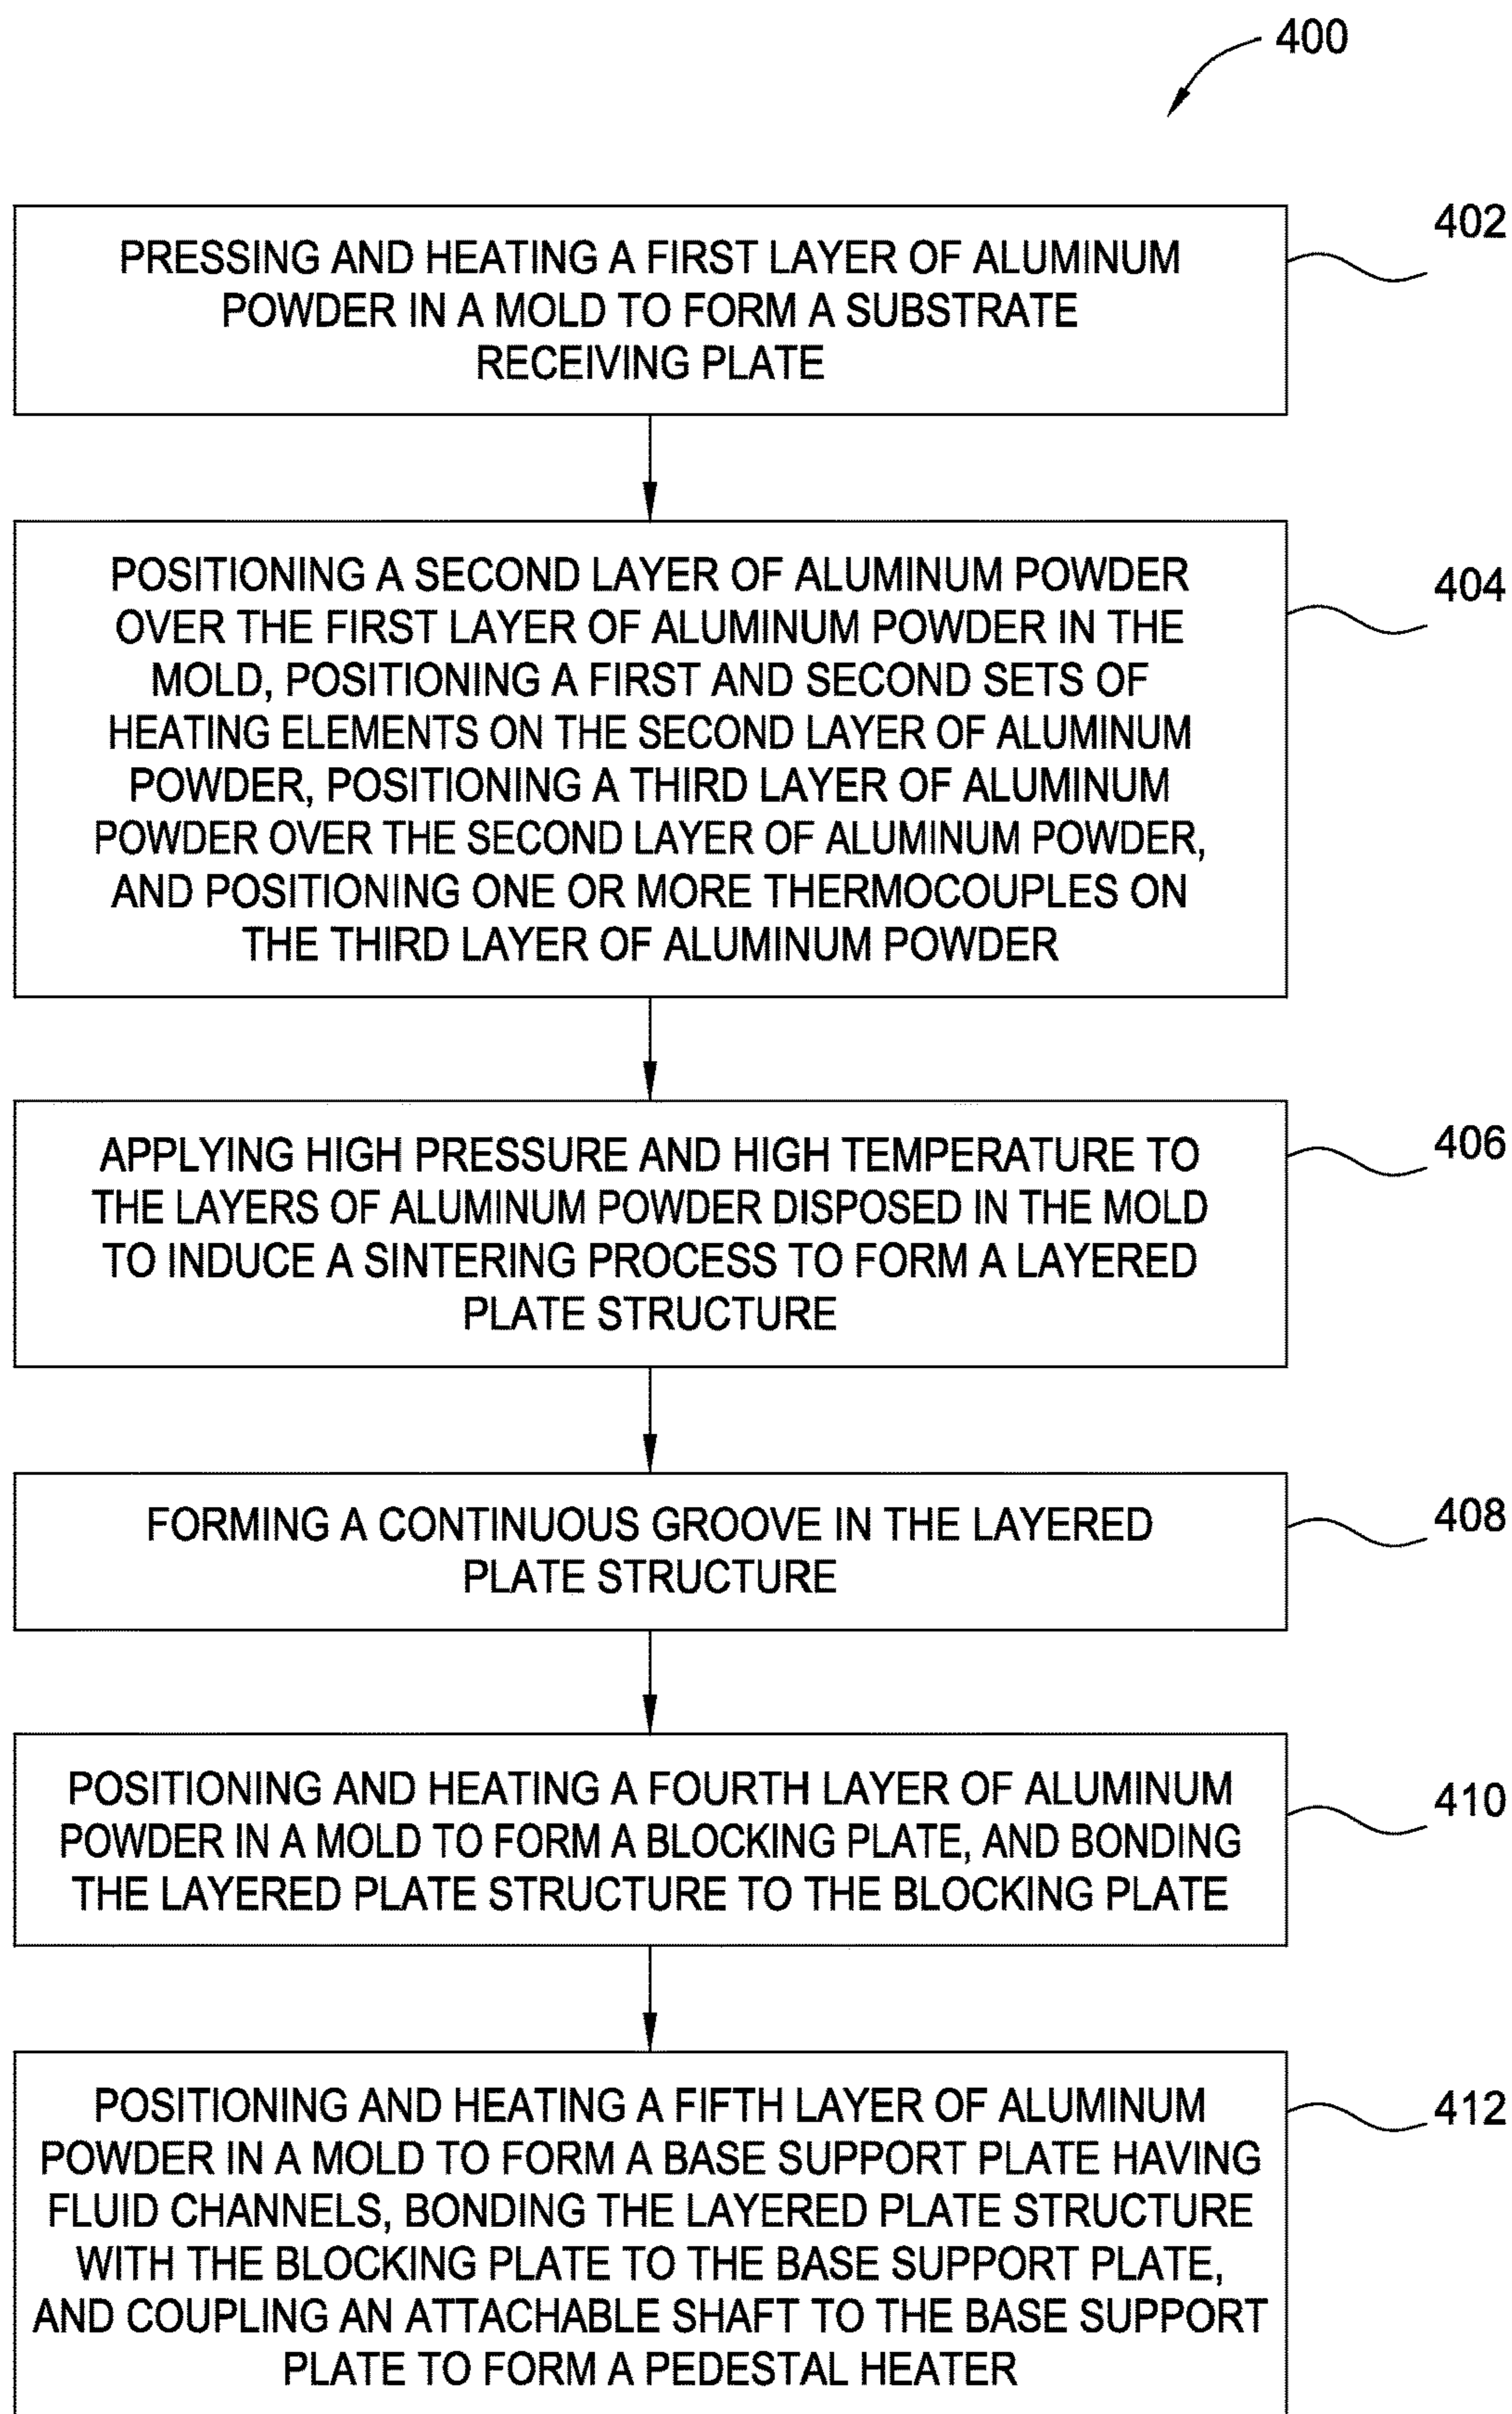 400
402
PRESSING AND HEATING A FIRST LAYER OF ALUMINUM
POWDER IN A MOLD TO FORM A SUBSTRATE
RECEIVING PLATE
404
POSITIONING A SECOND LAYER OF ALUMINUM POWDER
OVER THE FIRST LAYER OF ALUMINUM POWDER IN THE
MOLD, POSITIONING A FIRST AND SECOND SETS OF
HEATING ELEMENTS ON THE SECOND LAYER OF ALUMINUM
POWDER, POSITIONING A THIRD LAYER OF ALUMINUM
POWDER OVER THE SECOND LAYER OF ALUMINUM POWDER,
AND POSITIONING ONE OR MORE THERMOCOUPLES ON
THE THIRD LAYER OF ALUMINUM POWDER
406
APPLYING HIGH PRESSURE AND HIGH TEMPERATURE TO
THE LAYERS OF ALUMINUM POWDER DISPOSED IN THE MOLD
TO INDUCE A SINTERING PROCESS TO FORM A LAYERED
PLATE STRUCTURE
408
FORMING A CONTINUOUS GROOVE IN THE LAYERED
PLATE STRUCTURE
410
POSITIONING AND HEATING A FOURTH LAYER OF ALUMINUM
POWDER IN A MOLD TO FORM A BLOCKING PLATE, AND BONDING
THE LAYERED PLATE STRUCTURE TO THE BLOCKING PLATE
412
POSITIONING AND HEATING A FIFTH LAYER OF ALUMINUM
POWDER IN A MOLD TO FORM A BASE SUPPORT PLATE HAVING
FLUID CHANNELS, BONDING THE LAYERED PLATE STRUCTURE
WITH THE BLOCKING PLATE TO THE BASE SUPPORT PLATE,
AND COUPLING AN ATTACHABLE SHAFT TO THE BASE SUPPORT
PLATE TO FORM A PEDESTAL HEATER